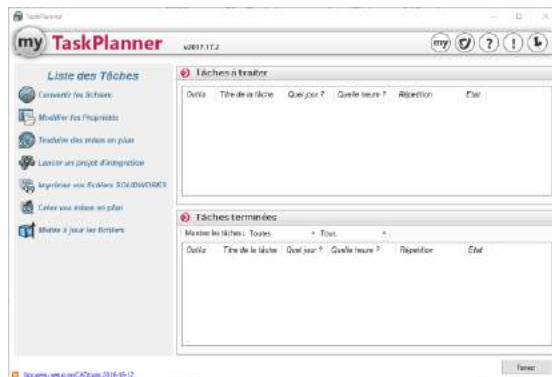 TaskPlanner
my TaskPlanner v2017.17.2 my ? !
Liste des Tâches
Convertir les fichiers
Modifier les Propriétés
Traduire des mises en plan
Lancer un projet d'intégration
Imprimer vos fichiers SOLIDWORKS
Créer vos mises en plan
Mettre à jour les fichiers
Tâches à traiter
Outils Titre de la tâche Quel jour ? Quelle heure ? Répétition Etat
Tâches terminées
Montrer les tâches : Toutes Tous
Outils Titre de la tâche Quel jour ? Quelle heure ? Répétition Etat
Fermer